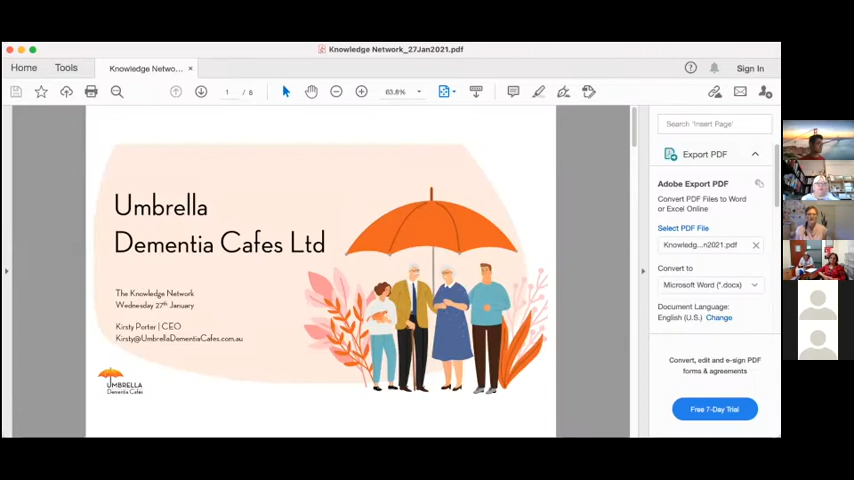 Knowledge Network_27Jan2021.pdf
Home
Tools
Knowledge Netwo... ×
Sign In
1 / 6
63.8%
Search 'Insert Page'
Export PDF
Adobe Export PDF
Convert PDF Files to Word
or Excel Online
Select PDF File
Knowledg...n2021.pdf
Convert to
Microsoft Word (*.docx)
Document Language:
English (U.S.) Change
Convert, edit and e-sign PDF
forms & agreements
Free 7-Day Trial
Umbrella
Dementia Cafes Ltd
The Knowledge Network
Wednesday 27th January
Kirsty Porter | CEO
Kirsty@UmbrellaDementiaCafes.com.au
UMBRELLA
Dementia Cafés